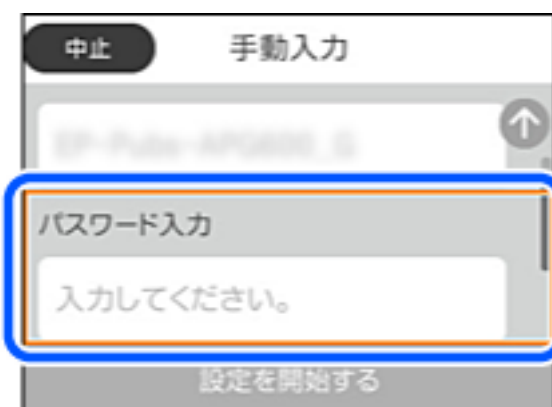 中止 手動入力
パスワード入力
入力してください。
設定を開始する